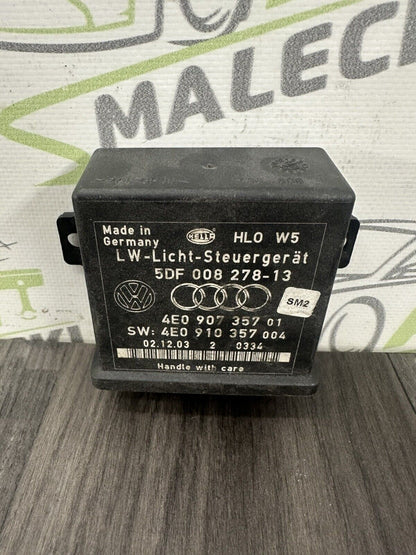 MALEC
Made in
Germany
HELLA
HLO W5
LW-Licht-Steuergerät
5DF 008 278-13
SM2
4E0 907 357 01
SW: 4E0 910 357 004
02.12.03 2 0334
Handle with care